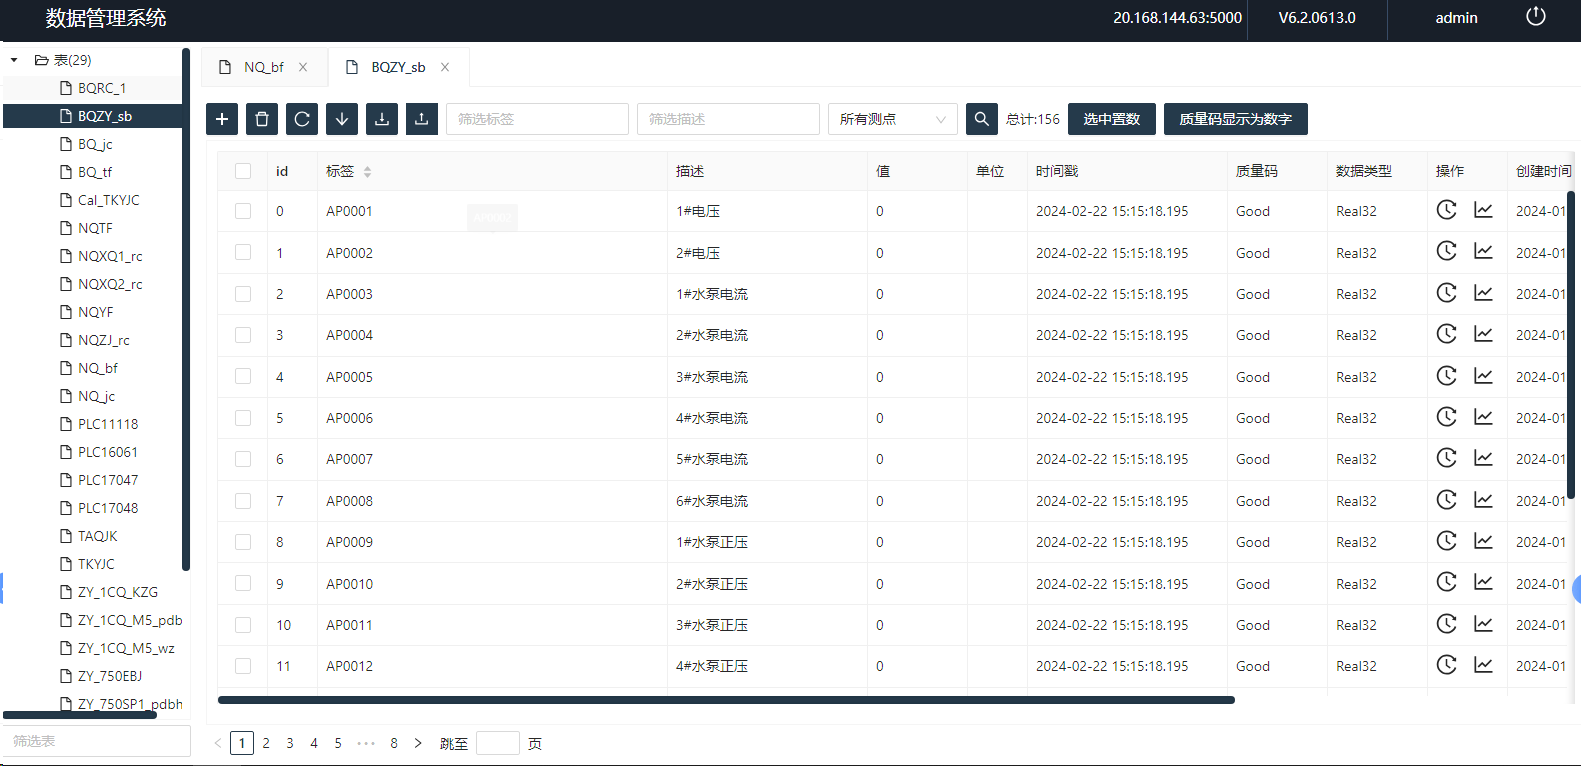 数据管理系统 20.168.144.63:5000 V6.2.0613.0 admin
表(29)
BQRC_1
BQZY_sb
BQ_jc
BQ_tf
Cal_TKYJC
NQTF
NQXQ1_rc
NQXQ2_rc
NQYF
NQZJ_rc
NQ_bf
NQ_jc
PLC11118
PLC16061
PLC17047
PLC17048
TAQJK
TKYJC
ZY_1CQ_KZG
ZY_1CQ_M5_pdb
ZY_1CQ_M5_wz
ZY_750EBJ
ZY_750SP1_pdbh
筛选表
NQ_bf BQZY_sb
筛选标签 筛选描述 所有测点 总计:156 选中置数 质量码显示为数字
id 标签 描述 值 单位 时间戳 质量码 数据类型 操作 创建时间
0 AP0001 1#电压 0 2024-02-22 15:15:18.195 Good Real32 2024-01
1 AP0002 2#电压 0 2024-02-22 15:15:18.195 Good Real32 2024-01
2 AP0003 1#水泵电流 0 2024-02-22 15:15:18.195 Good Real32 2024-01
3 AP0004 2#水泵电流 0 2024-02-22 15:15:18.195 Good Real32 2024-01
4 AP0005 3#水泵电流 0 2024-02-22 15:15:18.195 Good Real32 2024-01
5 AP0006 4#水泵电流 0 2024-02-22 15:15:18.195 Good Real32 2024-01
6 AP0007 5#水泵电流 0 2024-02-22 15:15:18.195 Good Real32 2024-01
7 AP0008 6#水泵电流 0 2024-02-22 15:15:18.195 Good Real32 2024-01
8 AP0009 1#水泵正压 0 2024-02-22 15:15:18.195 Good Real32 2024-01
9 AP0010 2#水泵正压 0 2024-02-22 15:15:18.195 Good Real32 2024-01
10 AP0011 3#水泵正压 0 2024-02-22 15:15:18.195 Good Real32 2024-01
11 AP0012 4#水泵正压 0 2024-02-22 15:15:18.195 Good Real32 2024-01
1 2 3 4 5 ••• 8 跳至 页